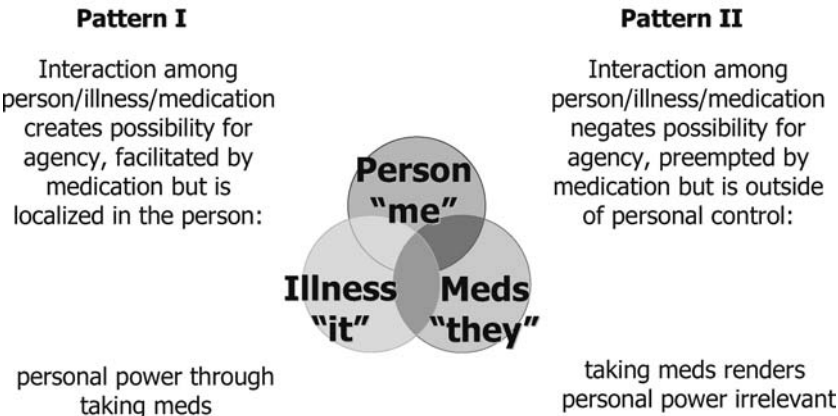 Pattern I
Interaction among
person/illness/medication
creates possibility for
agency, facilitated by
medication but is
localized in the person:
personal power through
taking meds
Person
"me"
Illness
"it"
Meds
"they"
Pattern II
Interaction among
person/illness/medication
negates possibility for
agency, preempted by
medication but is outside
of personal control:
taking meds renders
personal power irrelevant